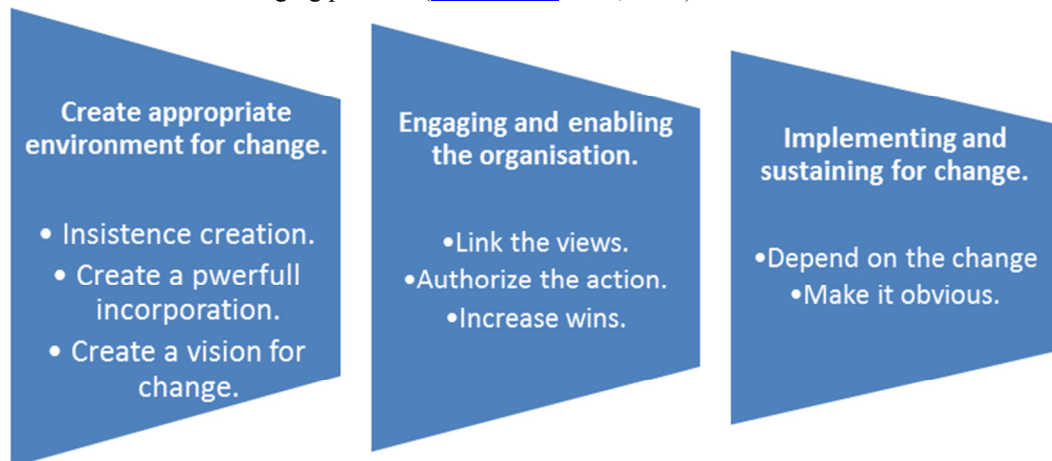 Create appropriate
environment for change.
• Insistence creation.
• Create a pwerfull
incorporation.
• Create a vision for
change.
Engaging and enabling
the organisation.
•Link the views.
•Authorize the action.
•Increase wins.
Implementing and
sustaining for change.
•Depend on the change
•Make it obvious.